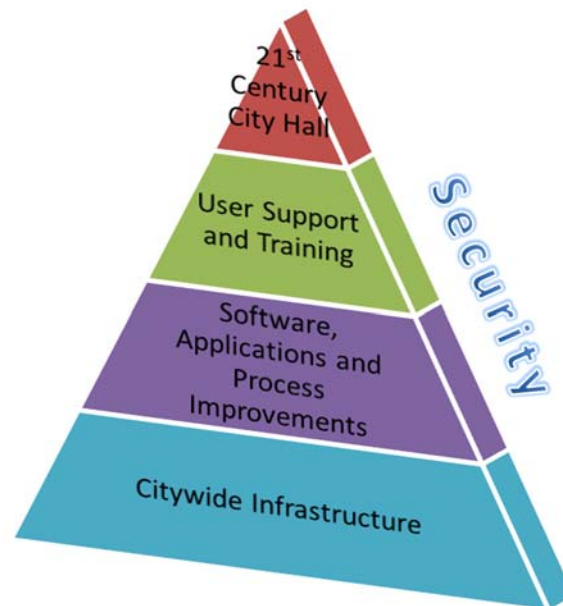 21st
Century
City Hall
User Support
and Training
Software,
Applications and
Process
Improvements
Citywide Infrastructure
Security